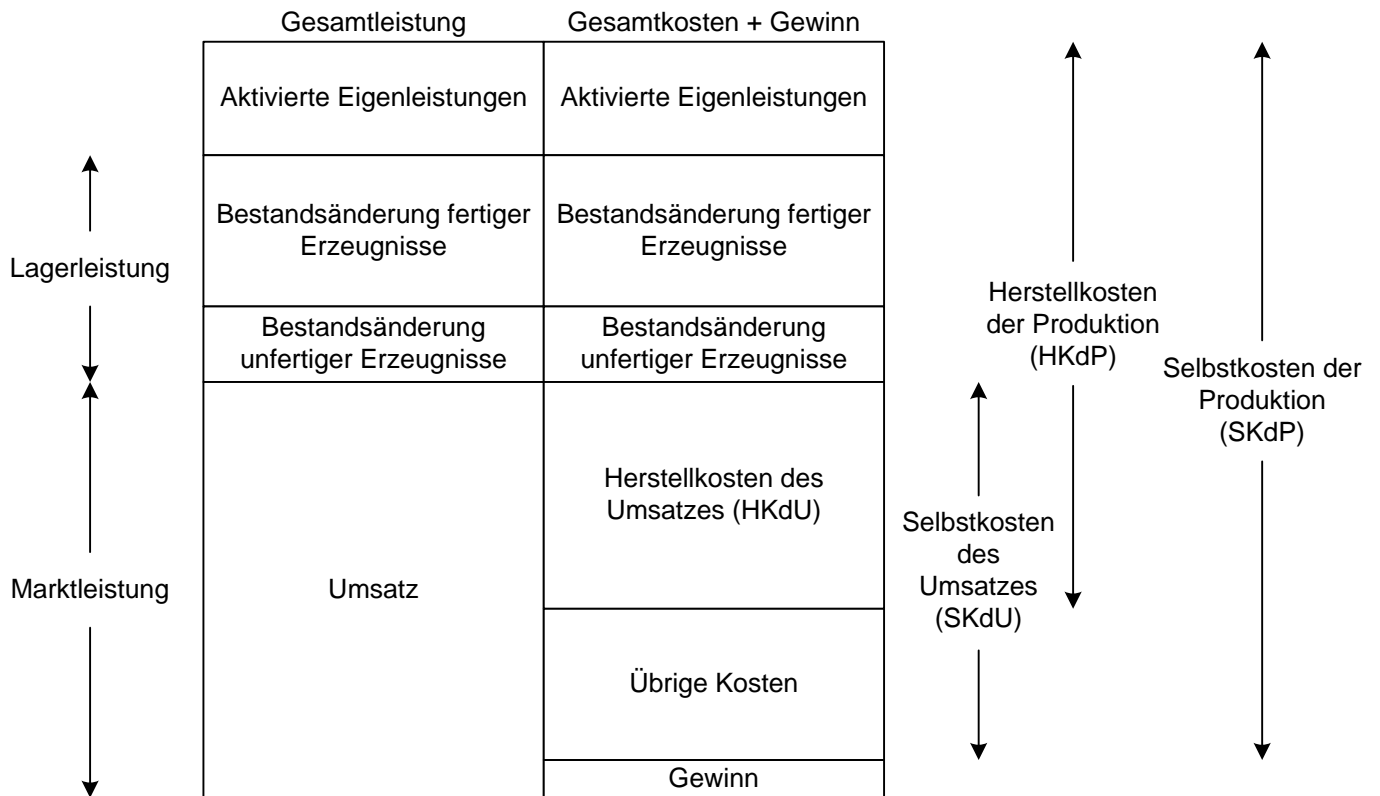 Gesamtleistung
Gesamtkosten + Gewinn
Aktivierte Eigenleistungen
Aktivierte Eigenleistungen
Lagerleistung
Bestandsänderung fertiger
Erzeugnisse
Bestandsänderung fertiger
Erzeugnisse
Bestandsänderung
unfertiger Erzeugnisse
Bestandsänderung
unfertiger Erzeugnisse
Herstellkosten
der Produktion
(HKdP)
Selbstkosten der
Produktion
(SKdP)
Marktleistung
Umsatz
Herstellkosten des
Umsatzes (HKdU)
Selbstkosten
des
Umsatzes
(SKdU)
Übrige Kosten
Gewinn